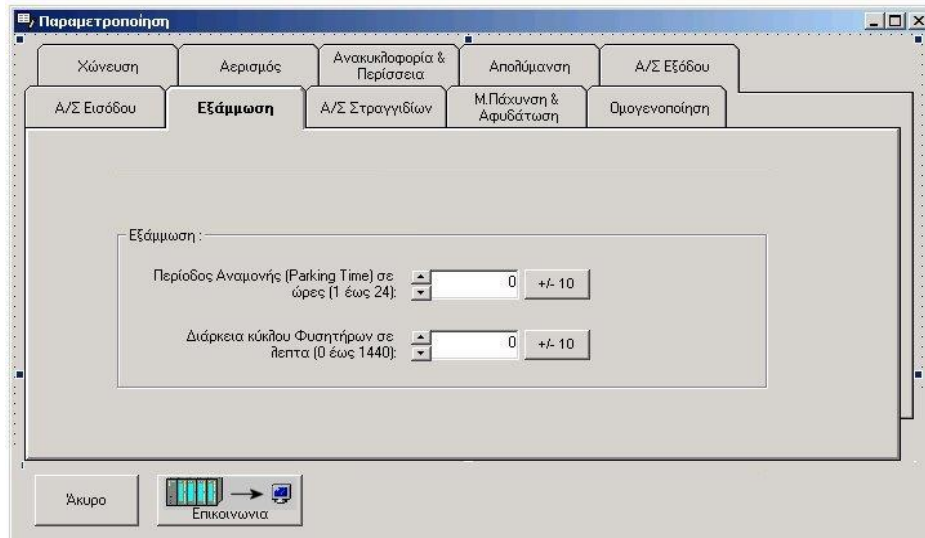 Παραμετροποίηση
Χώνευση
Αερισμός
Ανακυκλοφορία &
Περίσσεια
Απολύμανση
Α/Σ Εξόδου
Α/Σ Εισόδου
Εξάμμωση
Α/Σ Στραγγιδίων
Μ.Πάχυνση &
Αφυδάτωση
Ομογενοποίηση
Εξάμμωση :
Περίοδος Αναμονής (Parking Time) σε
ώρες (1 έως 24):
0
+/- 10
Διάρκεια κύκλου Φυσητήρων σε
λεπτα (0 έως 1440):
0
+/- 10
Άκυρο
Επικοινωνια